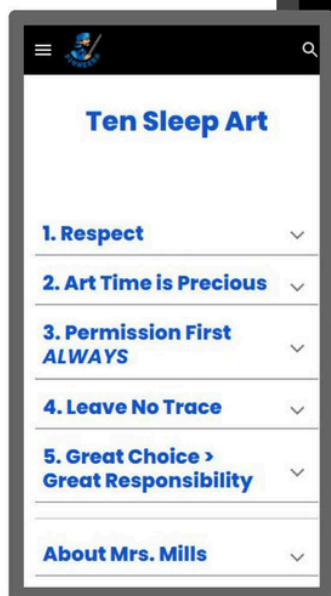 PIONEERS
Ten Sleep Art
1. Respect
2. Art Time is Precious
3. Permission First
ALWAYS
4. Leave No Trace
5. Great Choice >
Great Responsibility
About Mrs. Mills